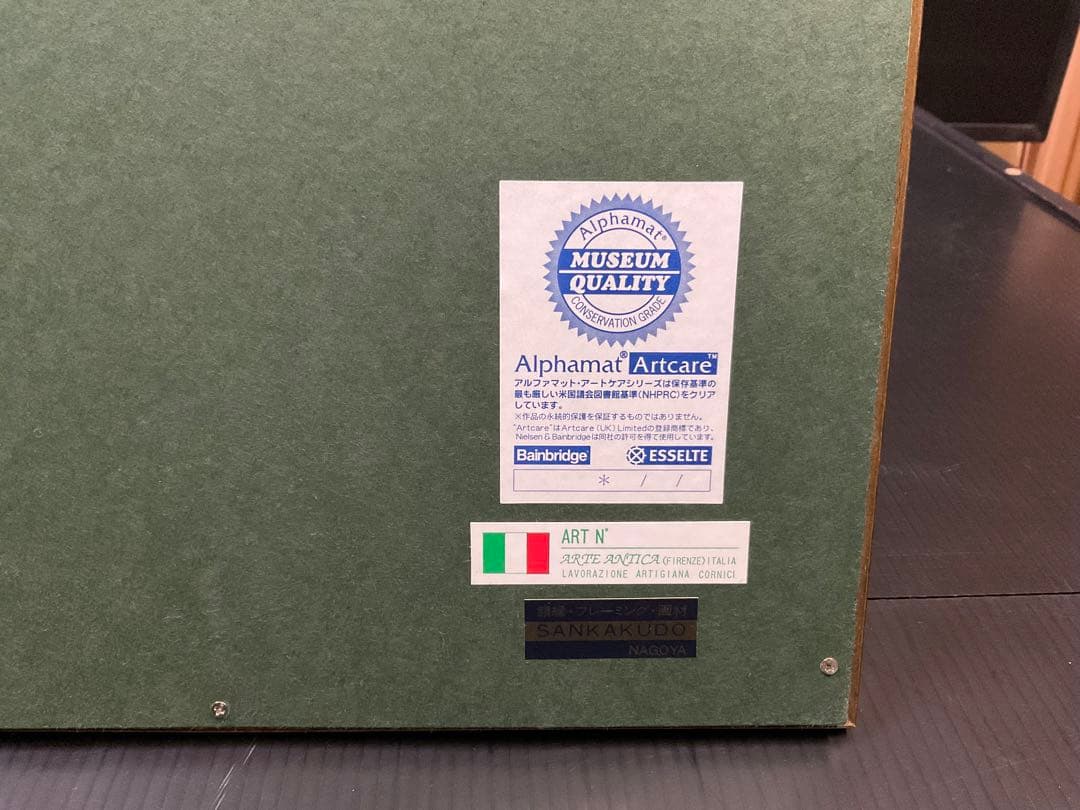 Alphamat®
MUSEUM
QUALITY
CONSERVATION GRADE
Alphamat® Artcare™
アルファマット・アートケアシリーズは保存基準の
最も厳しい米国議会図書館基準(NHPRC)をクリア
しています。
※作品の永続的保護を保証するものではありません。
"Artcare"はArtcare (UK) Limitedの登録商標であり、
Nielsen & Bainbridgeは同社の許可を得て使用しています。
Bainbridge ESSELTE
* / /
ART N°
ARTE ANTICA (FIRENZE) ITALIA
LAVORAZIONE ARTIGIANA CORNICI
額縁・フレーミング・画材
SANKAKUDO
NAGOYA